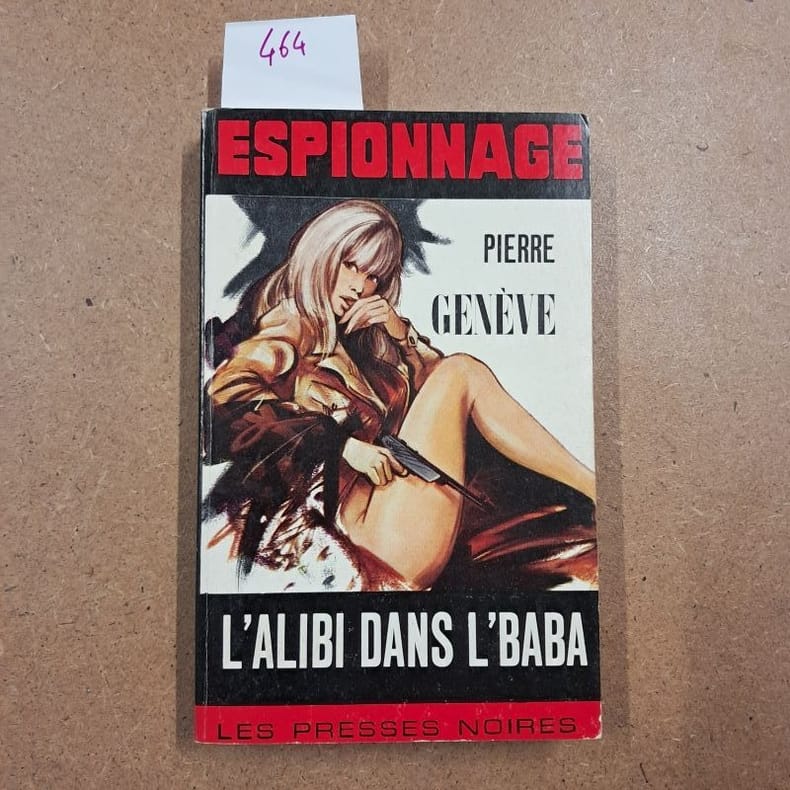 464
ESPIONNAGE
PIERRE
GENÈVE
L'ALIBI DANS L'BABA
LES PRESSES NOIRES